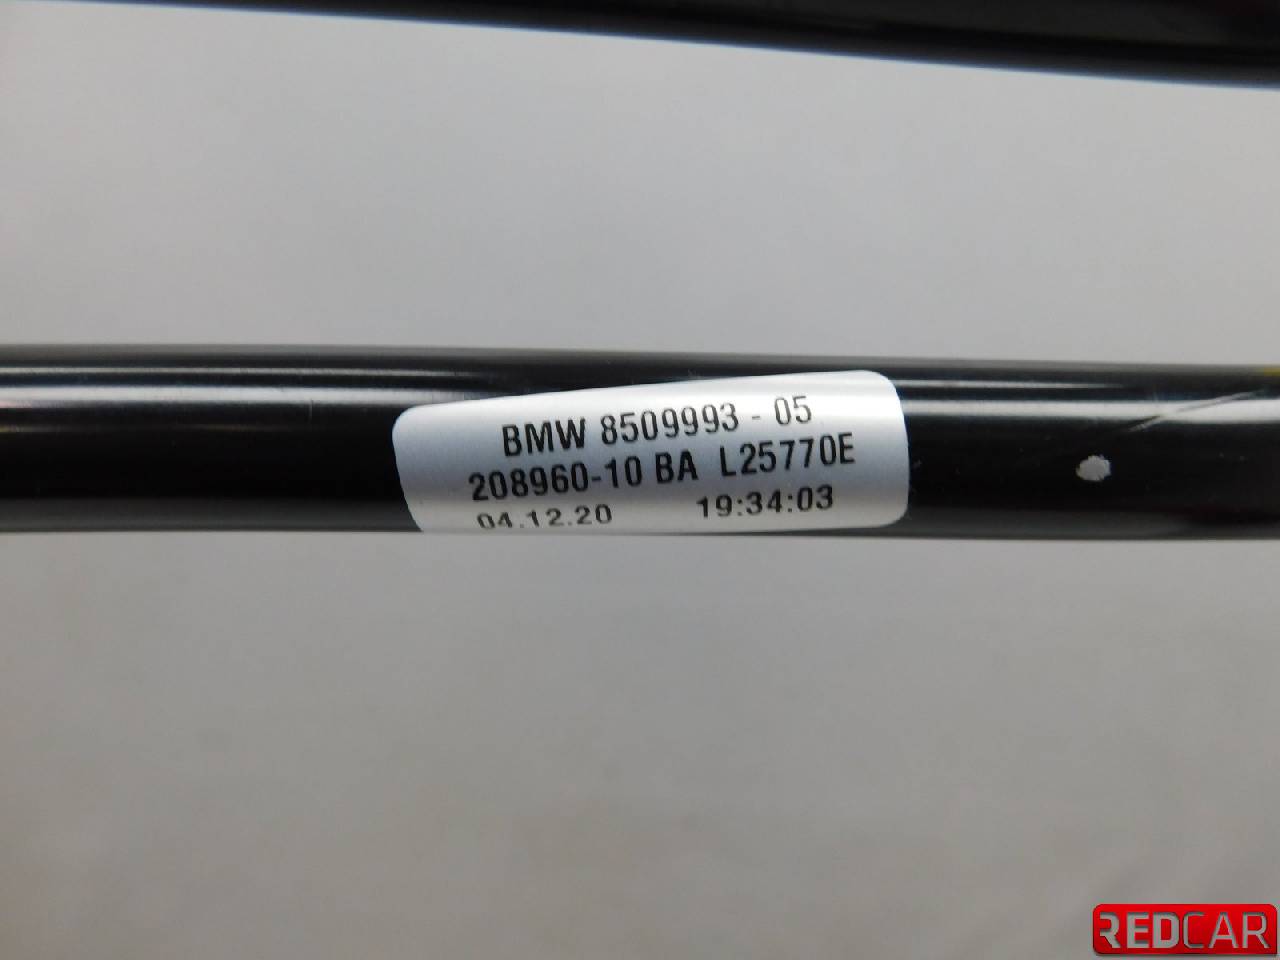 BMW 8509993 - 05
208960-10 BA L25770E
04.12.20 19:34:03
REDCAR